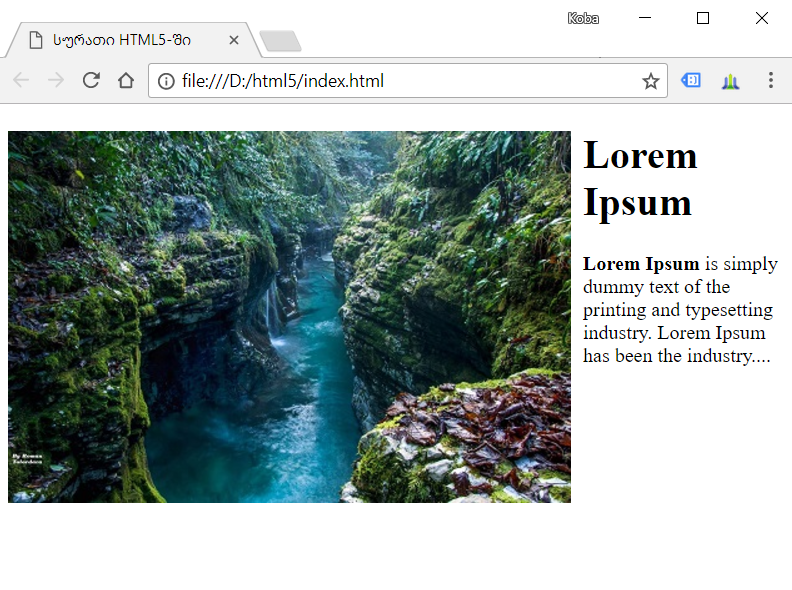 Koba
სურათი HTML5-ში
file:///D:/html5/index.html
Lorem
Ipsum
Lorem Ipsum is simply
dummy text of the
printing and typesetting
industry. Lorem Ipsum
has been the industry....
By Roman